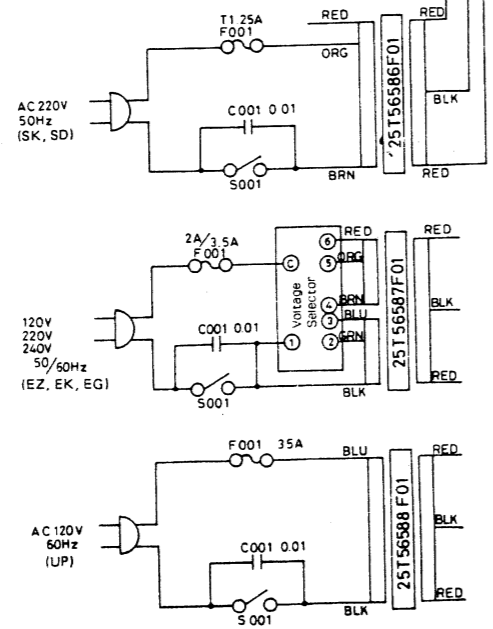 RED
RED
T1.25A
F001
ORG
AC 220V
50Hz
(SK, SD)
C001 0 01
25T56586F01
BLK
S001
BRN
RED
2A/3.5A
F001
6
RED
RED
C
5
ORG
Voltage
Selector
25T56587F01
4
BRN
BLK
120V
220V
240V
50/60Hz
(EZ, EK, EG)
C001 0.01
3
BLU
1
2
GRN
RED
S001
BLK
F001 35A
BLU
RED
25T56588 F01
AC 120V
60Hz
(UP)
BLK
C001 0.01
RED
S 001
BLK